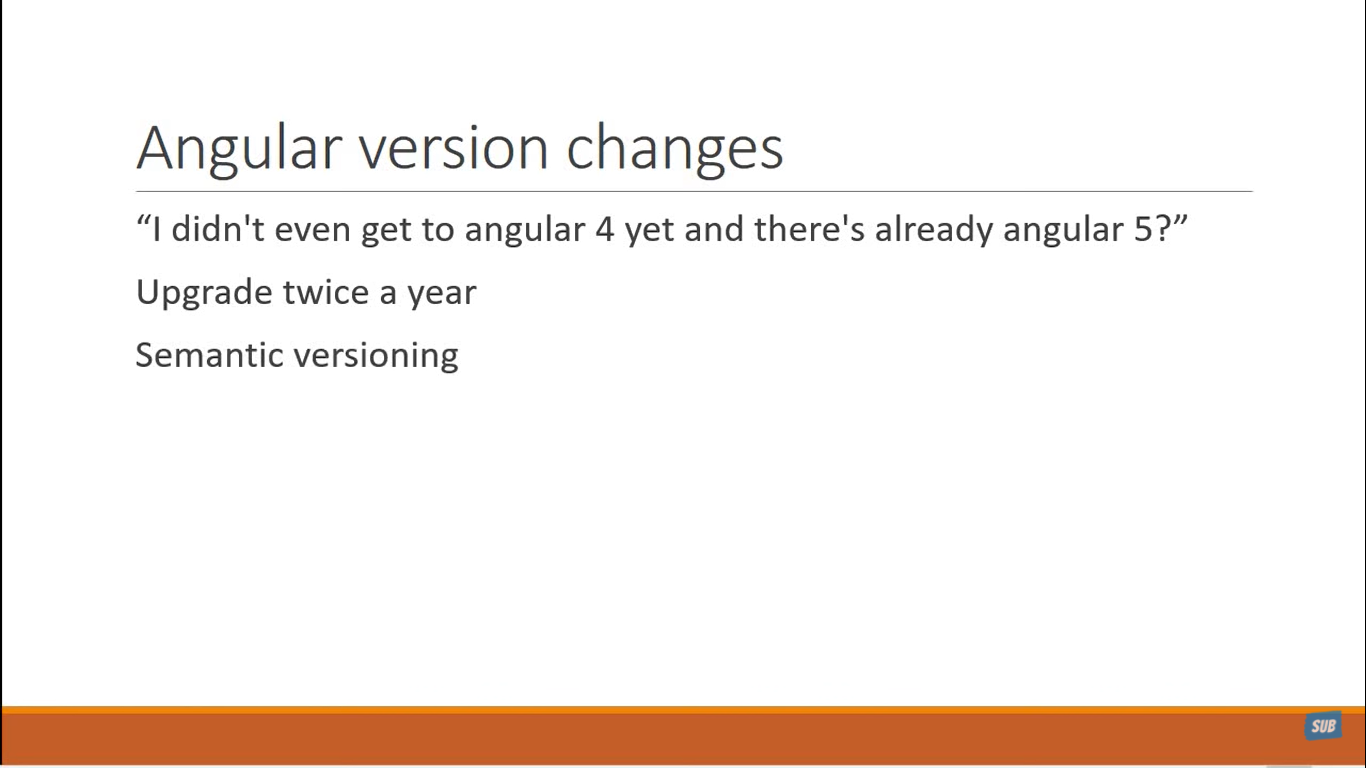 Angular version changes
“I didn't even get to angular 4 yet and there's already angular 5?”
Upgrade twice a year
Semantic versioning
SUB